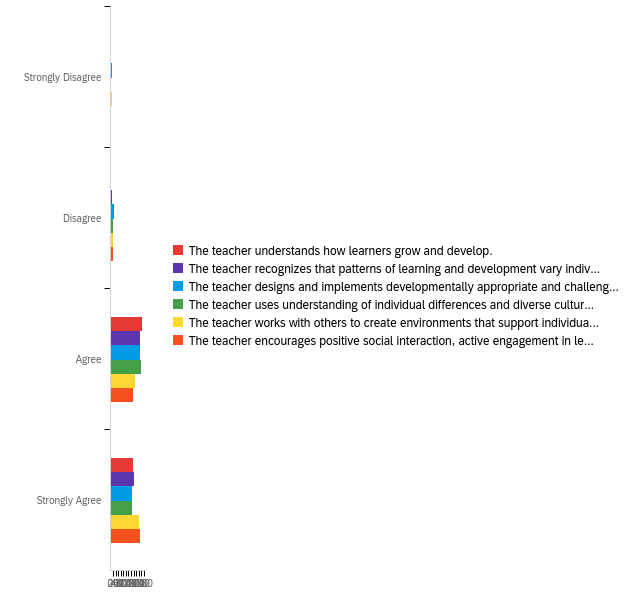 Strongly Disagree
Disagree
Agree
Strongly Agree
The teacher understands how learners grow and develop.
The teacher recognizes that patterns of learning and development vary indiv...
The teacher designs and implements developmentally appropriate and challeng...
The teacher uses understanding of individual differences and diverse cultur...
The teacher works with others to create environments that support individua...
The teacher encourages positive social interaction, active engagement in le...